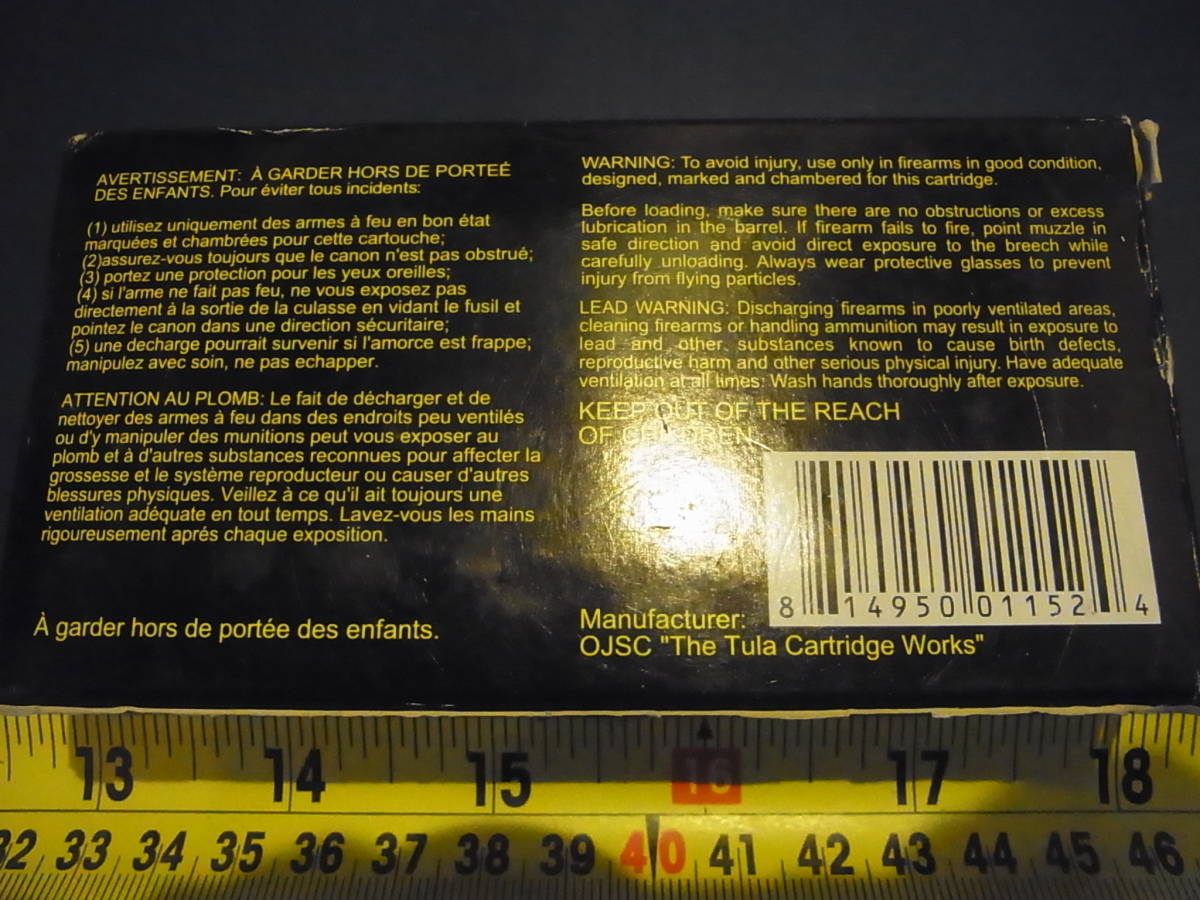 AVERTISSEMENT: À GARDER HORS DE PORTEÉ
DES ENFANTS. Pour éviter tous incidents:
(1) utilisez uniquement des armes à feu en bon état
marquées et chambrées pour cette cartouche;
(2)assurez-vous toujours que le canon n'est pas obstrué;
(3) portez une protection pour les yeux oreilles;
(4) si l'arme ne fait pas feu, ne vous exposez pas
directement à la sortie de la culasse en vidant le fusil et
pointez le canon dans une direction sécuritaire;
(5) une decharge pourrait survenir si l'amorce est frappe;
manipulez avec soin, ne pas echapper.
ATTENTION AU PLOMB: Le fait de décharger et de
nettoyer des armes à feu dans des endroits peu ventilés
ou d'y manipuler des munitions peut vous exposer au
plomb et à d'autres substances reconnues pour affecter la
grossesse et le système reproducteur ou causer d'autres
blessures physiques. Veillez à ce qu'il ait toujours une
ventilation adéquate en tout temps. Lavez-vous les mains
rigoureusement aprés chaque exposition.
À garder hors de portée des enfants.
WARNING: To avoid injury, use only in firearms in good condition,
designed, marked and chambered for this cartridge.
Before loading, make sure there are no obstructions or excess
lubrication in the barrel. If firearm fails to fire, point muzzle in
safe direction and avoid direct exposure to the breech while
carefully unloading. Always wear protective glasses to prevent
injury from flying particles.
LEAD WARNING: Discharging firearms in poorly ventilated areas,
cleaning firearms or handling ammunition may result in exposure to
lead and other substances known to cause birth defects,
reproductive harm and other serious physical injury. Have adequate
ventilation at all times. Wash hands thoroughly after exposure.
KEEP OUT OF THE REACH
OF CHILDREN
8 14950 01152 4
Manufacturer:
OJSC "The Tula Cartridge Works"
13 14 15 16 17 18
32 33 34 35 36 37 38 39 40 41 42 43 44 45 46